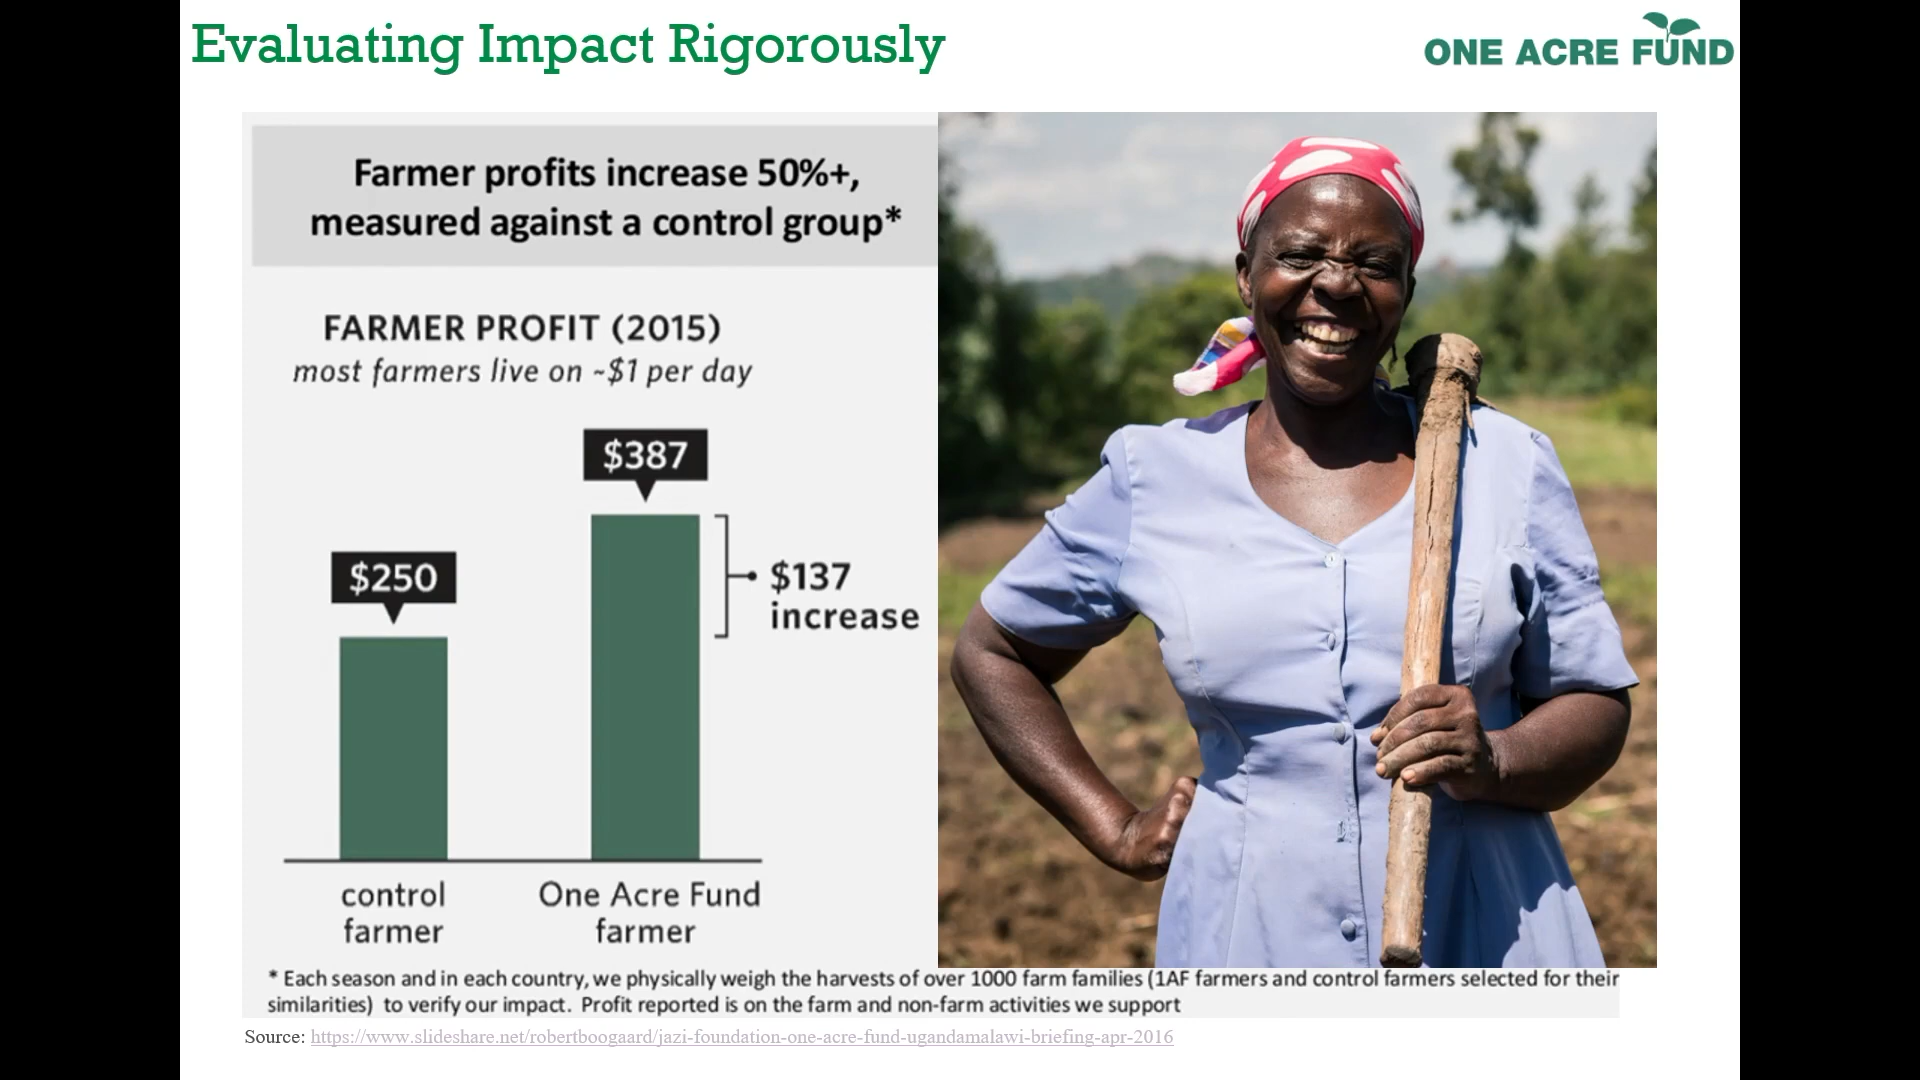 Evaluating Impact Rigorously
ONE ACRE FUND
Farmer profits increase 50%+,
measured against a control group*
FARMER PROFIT (2015)
most farmers live on ~$1 per day
$387
$250
$137
increase
control
farmer
One Acre Fund
farmer
* Each season and in each country, we physically weigh the harvests of over 1000 farm families (1AF farmers and control farmers selected for their
similarities)  to verify our impact.  Profit reported is on the farm and non-farm activities we support
Source: https://www.slideshare.net/robertboogaard/jazi-foundation-one-acre-fund-ugandamalawi-briefing-apr-2016